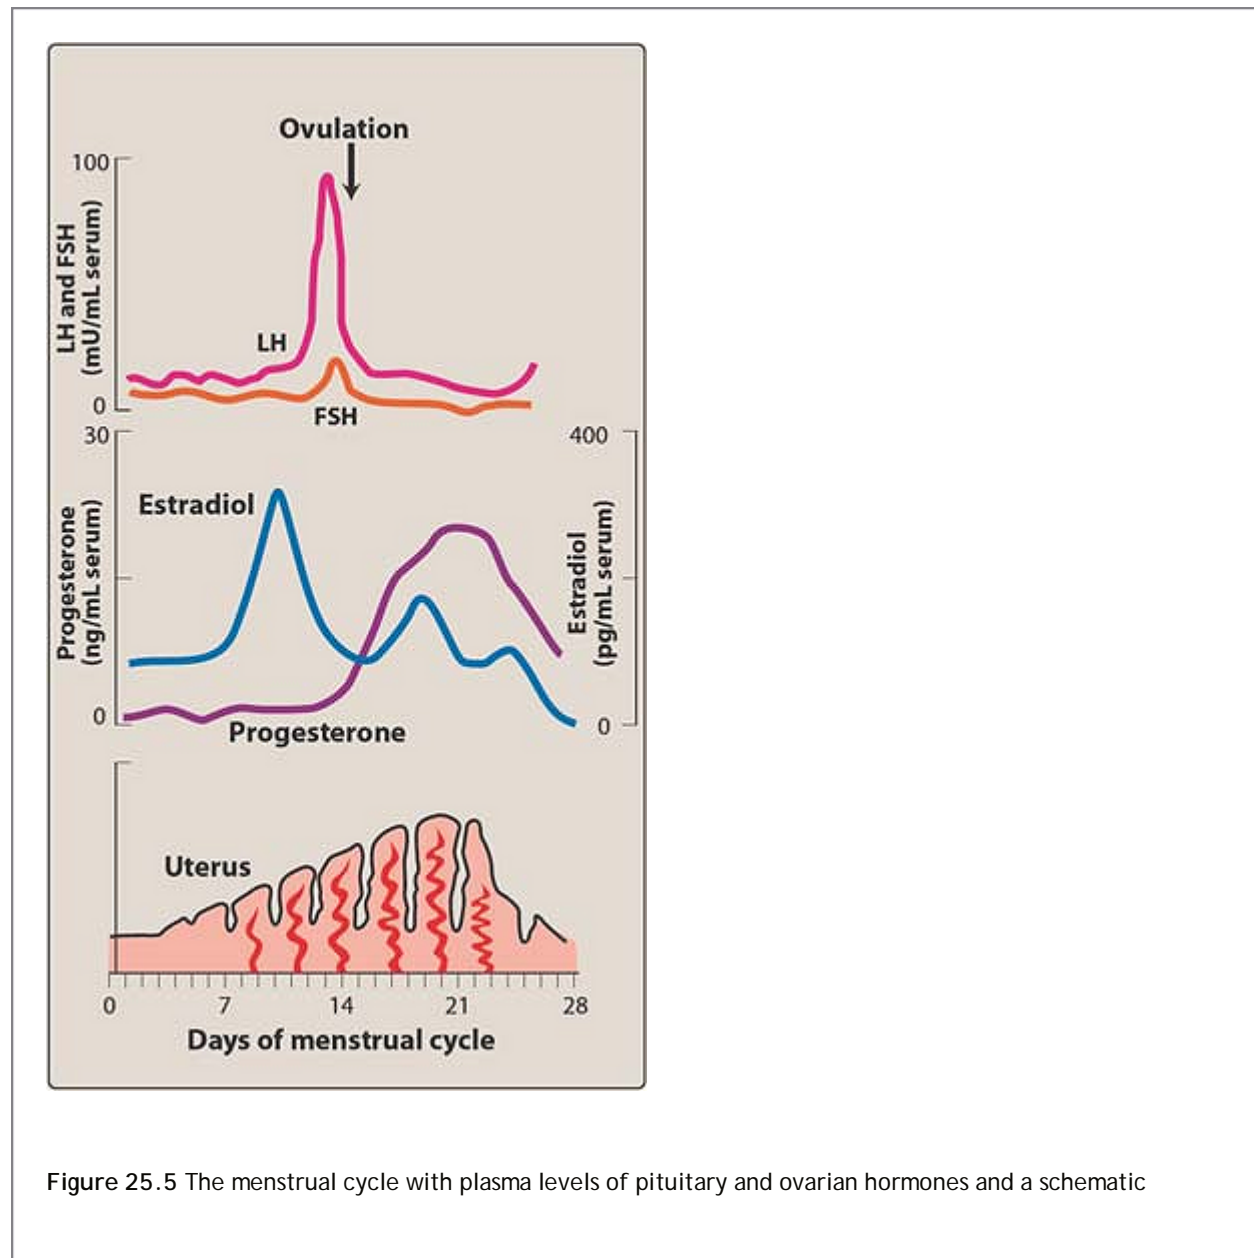 Ovulation
100
LH and FSH
(mU/mL serum)
LH
0
FSH
30
400
Estradiol
Progesterone
(ng/mL serum)
Estradiol
(pg/mL serum)
0
Progesterone
0
Uterus
0 7 14 21 28
Days of menstrual cycle
Figure 25.5 The menstrual cycle with plasma levels of pituitary and ovarian hormones and a schematic